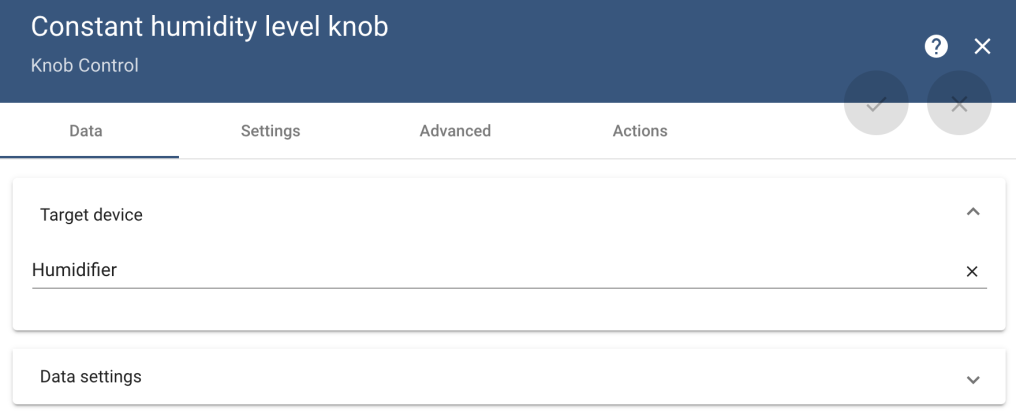 Constant humidity level knob
Knob Control
Data Settings Advanced Actions
Target device
Humidifier
Data settings